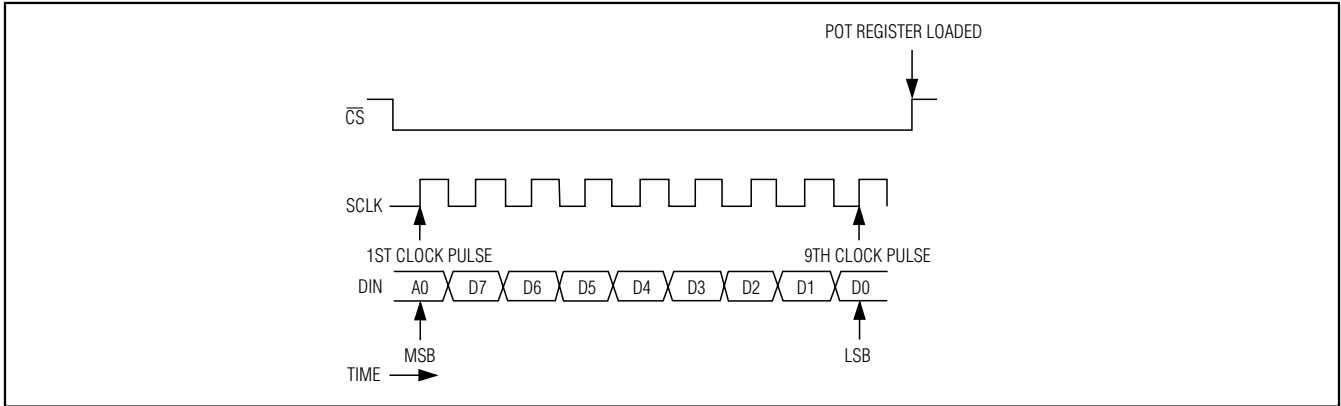 POT REGISTER LOADED
CS
SCLK
1ST CLOCK PULSE 9TH CLOCK PULSE
DIN A0 D7 D6 D5 D4 D3 D2 D1 D0
MSB LSB
TIME